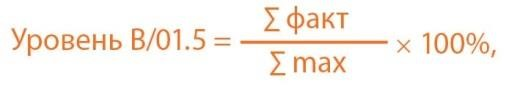 Уровень В/01.5 = ∑ факт / ∑ max × 100%,